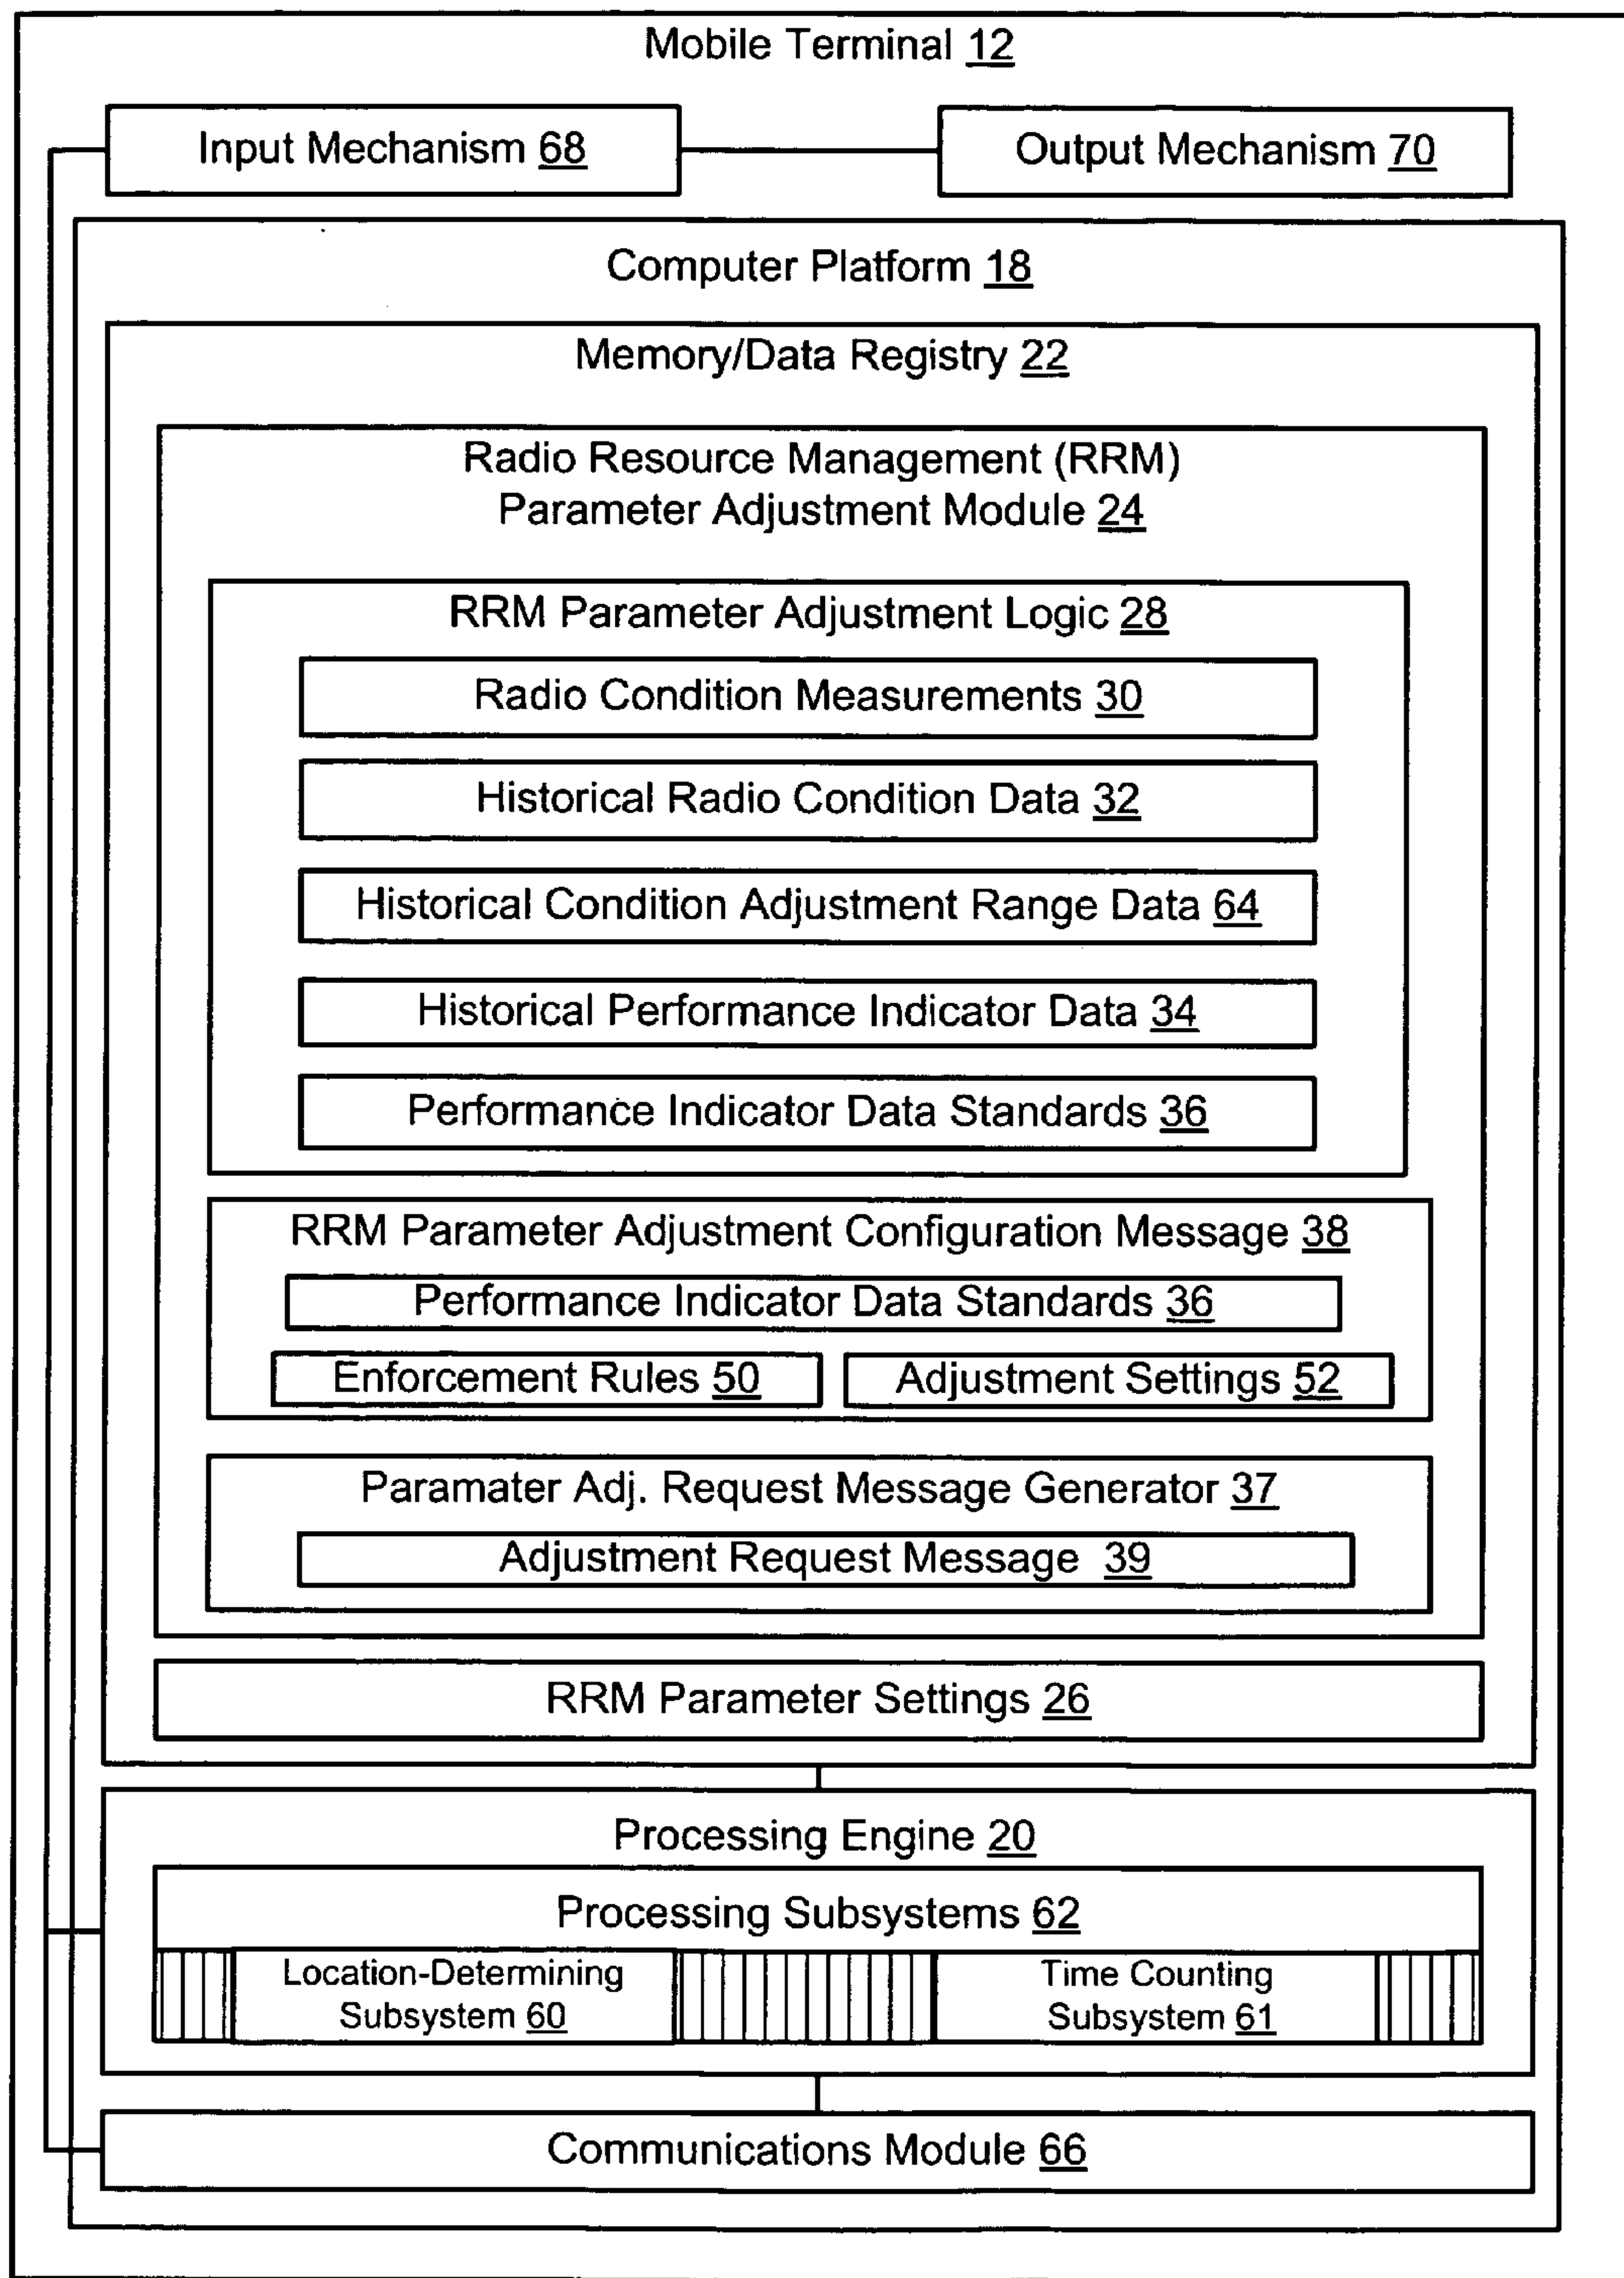 Mobile Terminal 12
Input Mechanism 68
Output Mechanism 70
Computer Platform 18
Memory/Data Registry 22
Radio Resource Management (RRM)
Parameter Adjustment Module 24
RRM Parameter Adjustment Logic 28
Radio Condition Measurements 30
Historical Radio Condition Data 32
Historical Condition Adjustment Range Data 64
Historical Performance Indicator Data 34
Performance Indicator Data Standards 36
RRM Parameter Adjustment Configuration Message 38
Performance Indicator Data Standards 36
Enforcement Rules 50
Adjustment Settings 52
Paramater Adj. Request Message Generator 37
Adjustment Request Message 39
RRM Parameter Settings 26
Processing Engine 20
Processing Subsystems 62
Location-Determining
Subsystem 60
Time Counting
Subsystem 61
Communications Module 66